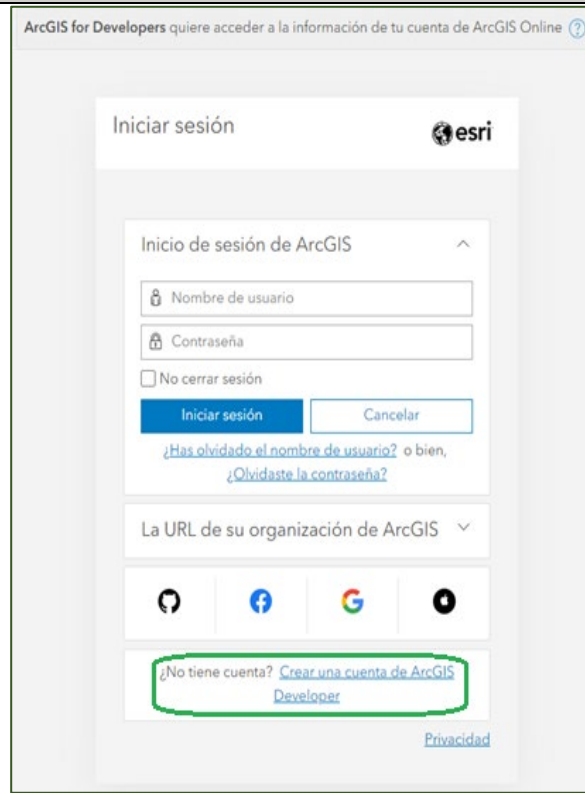 ArcGIS for Developers quiere acceder a la información de tu cuenta de ArcGIS Online ?
Iniciar sesión
esri
Inicio de sesión de ArcGIS
Nombre de usuario
Contraseña
No cerrar sesión
Iniciar sesión
Cancelar
¿Has olvidado el nombre de usuario? o bien,
¿Olvidaste la contraseña?
La URL de su organización de ArcGIS
¿No tiene cuenta? Crear una cuenta de ArcGIS
Developer
Privacidad